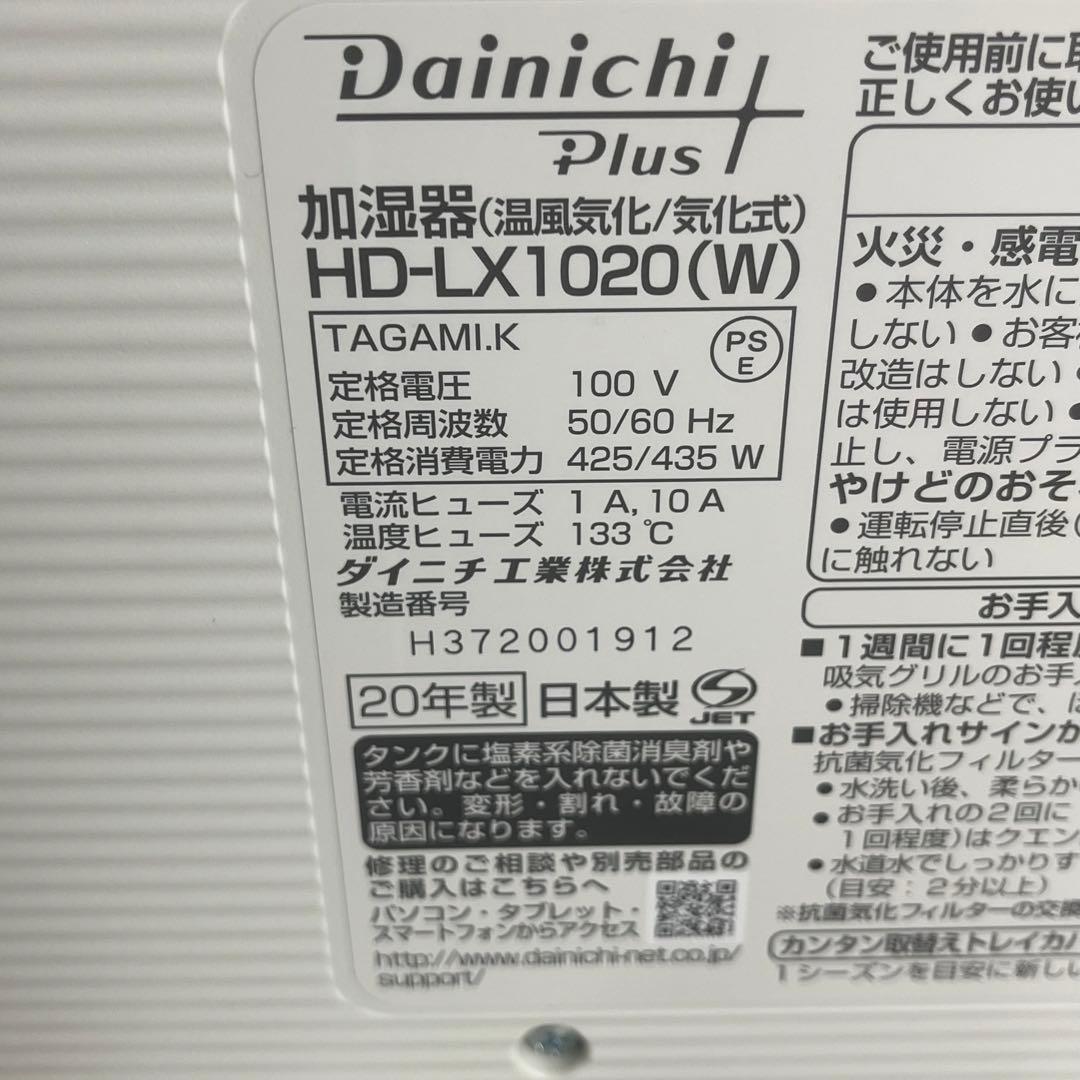 Dainichi
Plus
加湿器(温風気化/気化式)
HD-LX1020(W)
TAGAMI.K
PS
E
定格電圧 100 V
定格周波数 50/60 Hz
定格消費電力 425/435 W
電流ヒューズ 1 A, 10 A
温度ヒューズ 133 ℃
ダイニチ工業株式会社
製造番号
H372001912
20年製 日本製 JET
タンクに塩素系除菌消臭剤や
芳香剤などを入れないでくだ
さい。変形・割れ・故障の
原因になります。
修理のご相談や別売部品の
ご購入はこちらへ
パソコン・タブレット・
スマートフォンからアクセス
http://www.dainichi-net.co.jp/
support/
ご使用前に
正しくお使い
火災・感電
●本体を水に
しない ●お客
改造はしない ●
は使用しない ●
止し、電源プラ
やけどのおそ
●運転停止直後(
に触れない
お手入
■1週間に1回程度
吸気グリルのお手入
●掃除機などで、
■お手入れサインが
抗菌気化フィルター
●水洗い後、柔らか
●お手入れの2回に
1回程度)はクエン
●水道水でしっかりす
(目安：2分以上)
※抗菌気化フィルターの交換
カンタン取替えトレイカバ
1シーズンを目安に新し